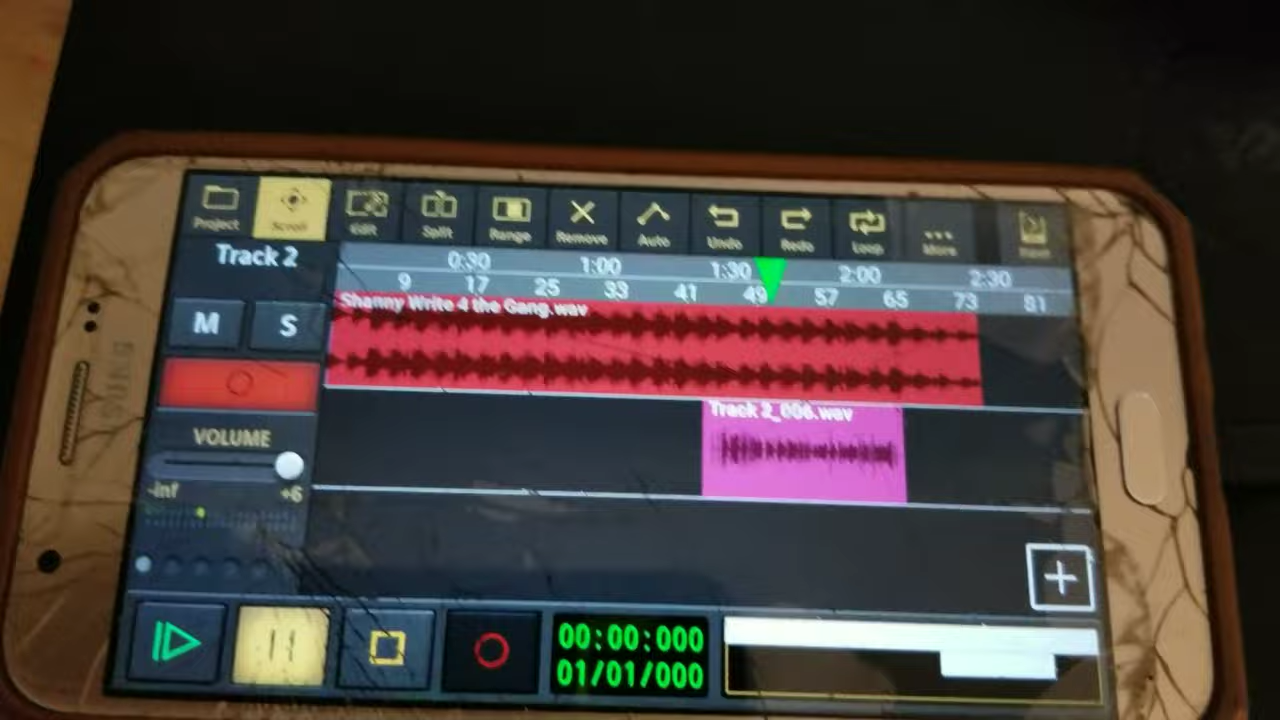 Project Scroll Edit Split Range Remove Auto Undo Redo Loop More
Track 2
0:30 1:00 1:30 2:00 2:30
9 17 25 33 41 49 57 65 73 81
Shanny Write 4 the Gang.wav
M S
Track 2_006.wav
VOLUME
-inf +6
00:00:000
01/01/000